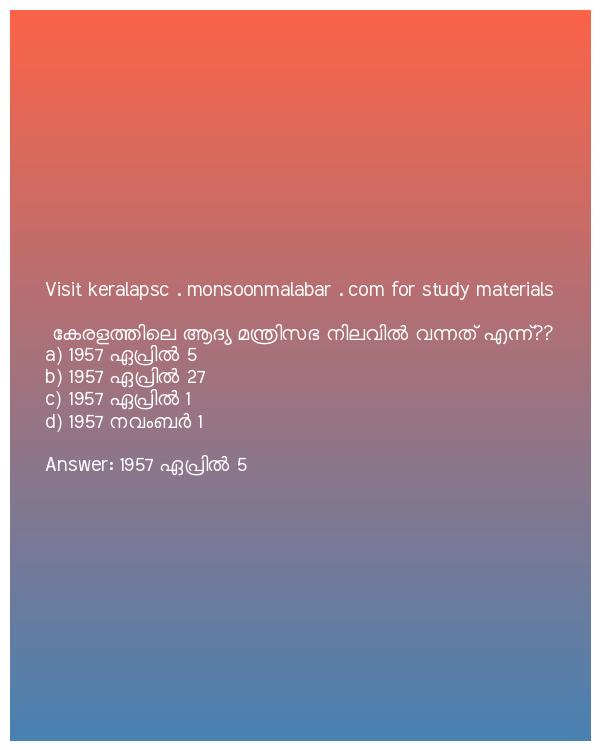 Visit keralapsc . monsoonmalabar . com for study materials
കേരളത്തിലെ ആദ്യ മന്ത്രിസഭ നിലവിൽ വന്നത് എന്ന്??
a) 1957 ഏപ്രിൽ 5
b) 1957 ഏപ്രിൽ 27
c) 1957 ഏപ്രിൽ 1
d) 1957 നവംബർ 1
Answer: 1957 ഏപ്രിൽ 5